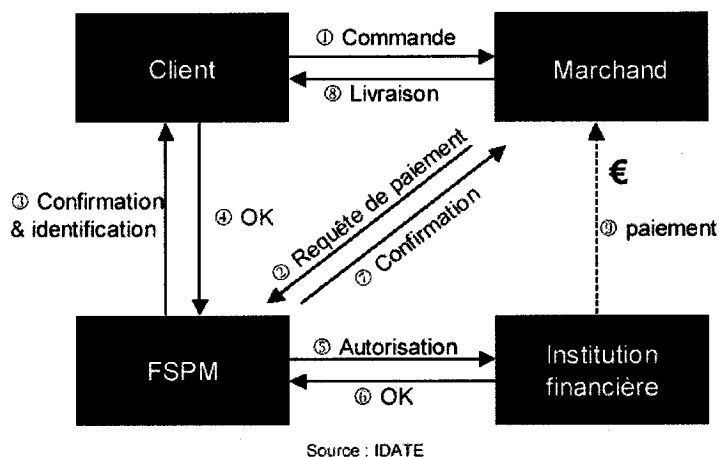 ① Commande
Client
Marchand
⑧ Livraison
③ Confirmation
& identification
④ OK
② Requête de paiement
⑦ Confirmation
€
⑨ paiement
FSPM
⑤ Autorisation
⑥ OK
Institution
financière
Source : IDATE